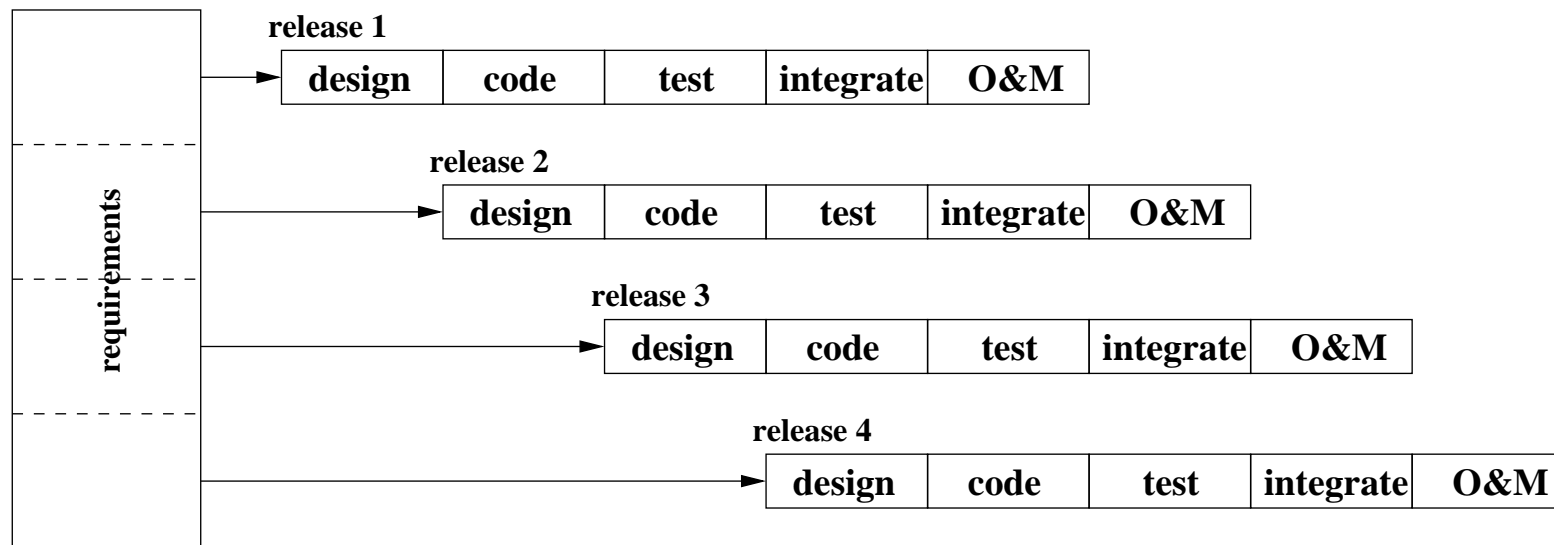 release 1
design code test integrate O&M
release 2
design code test integrate O&M
requirements
release 3
design code test integrate O&M
release 4
design code test integrate O&M